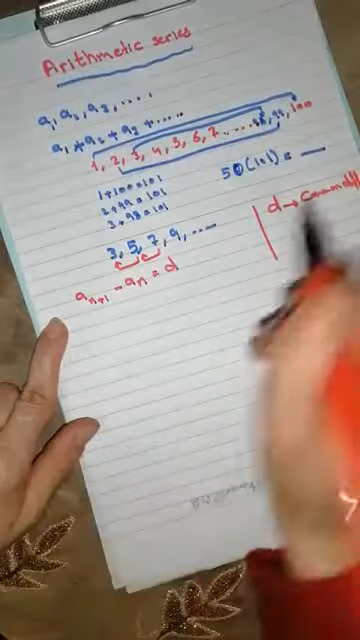 Arithmetic series
a₁, a₂, a₃, ....
a₁ + a₂ + a₃ + .....
1, 2, 3, 4, 5, 6, 7 ..... 98, 99, 100
1+100=101
2+99=101
3+98=101
50(101) = __
3, 5, 7, 9, ....
aₙ₊₁ - aₙ = d
d → common